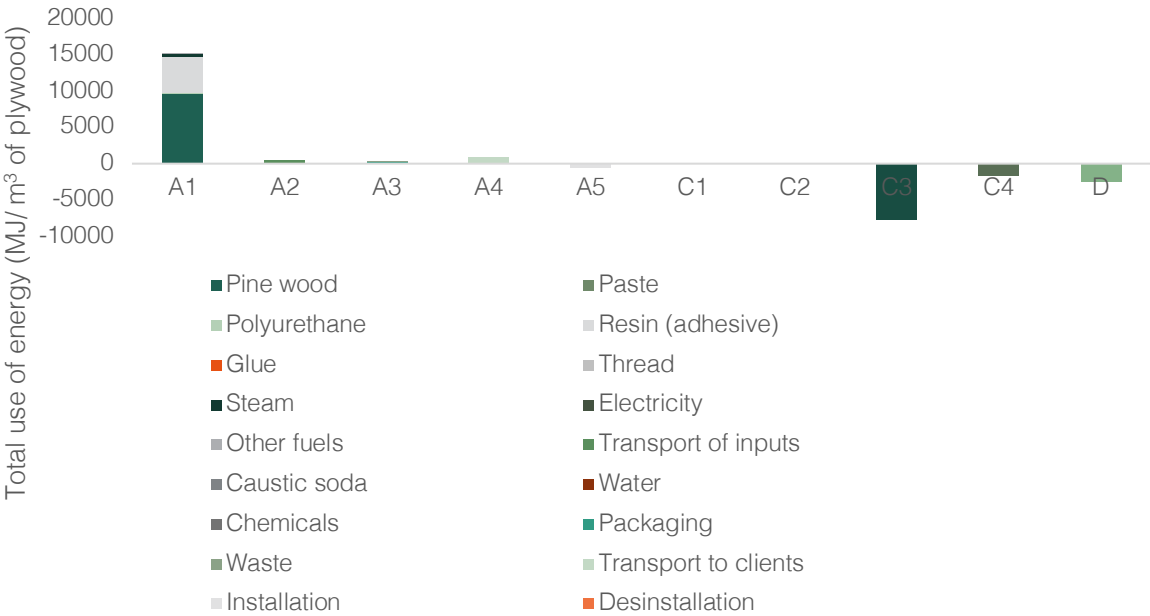 Total use of energy (MJ/ m³ of plywood)
20000
15000
10000
5000
0
-5000
-10000
A1 A2 A3 A4 A5 C1 C2 C3 C4 D
Pine wood Paste
Polyurethane Resin (adhesive)
Glue Thread
Steam Electricity
Other fuels Transport of inputs
Caustic soda Water
Chemicals Packaging
Waste Transport to clients
Installation Desinstallation